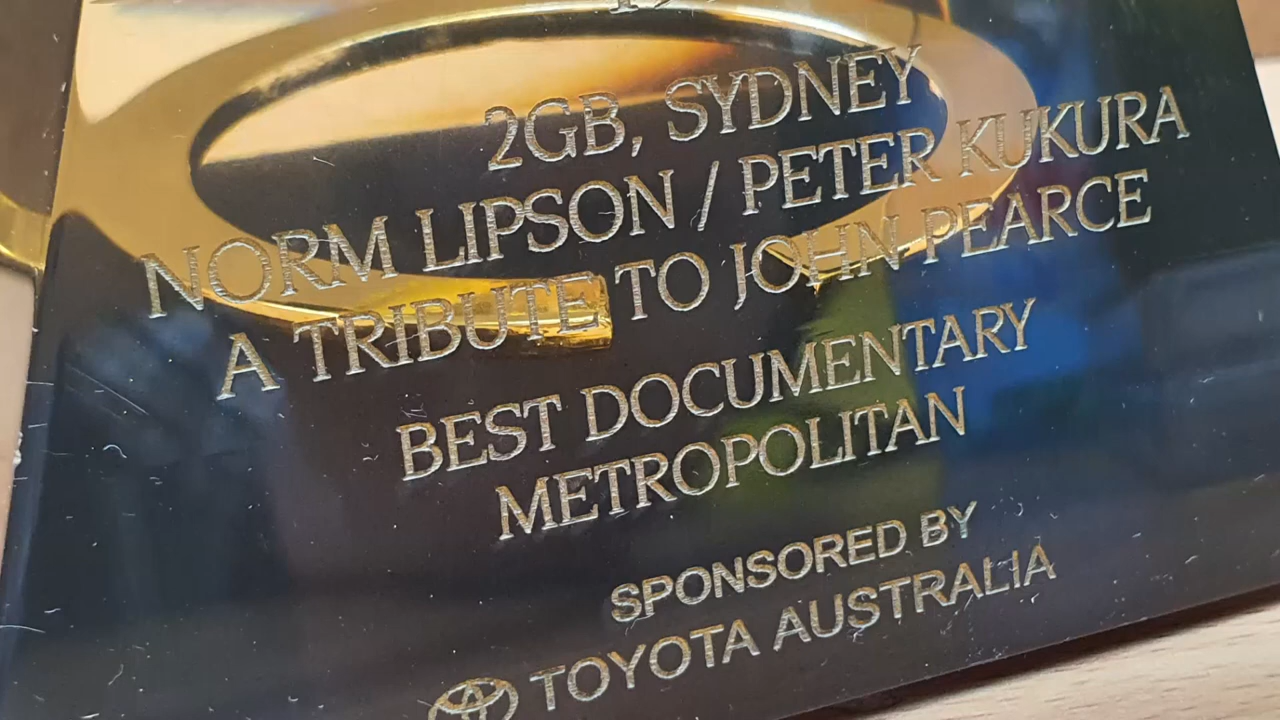 2GB, SYDNEY
NORM LIPSON / PETER KUKURA
A TRIBUTE TO JOHN PEARCE
BEST DOCUMENTARY
METROPOLITAN
SPONSORED BY
TOYOTA AUSTRALIA